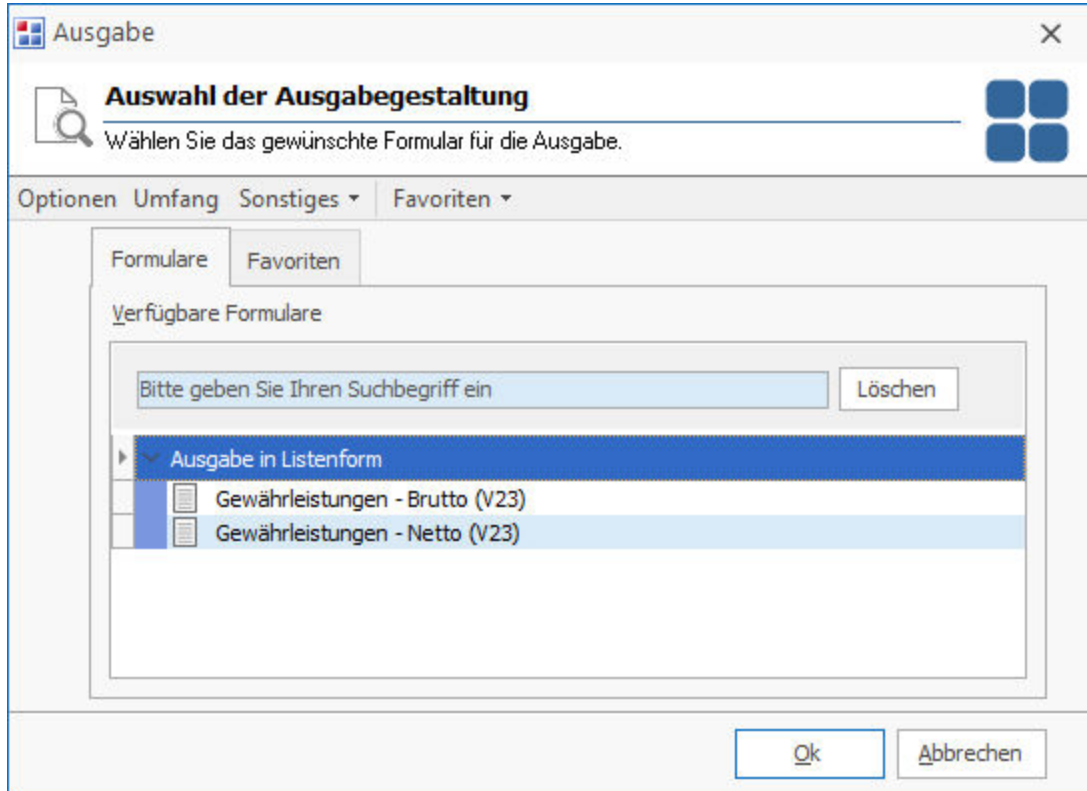 Ausgabe
Auswahl der Ausgabegestaltung
Wählen Sie das gewünschte Formular für die Ausgabe.
Optionen Umfang Sonstiges Favoriten
Formulare Favoriten
Verfügbare Formulare
Bitte geben Sie Ihren Suchbegriff ein Löschen
Ausgabe in Listenform
Gewährleistungen - Brutto (V23)
Gewährleistungen - Netto (V23)
Ok Abbrechen